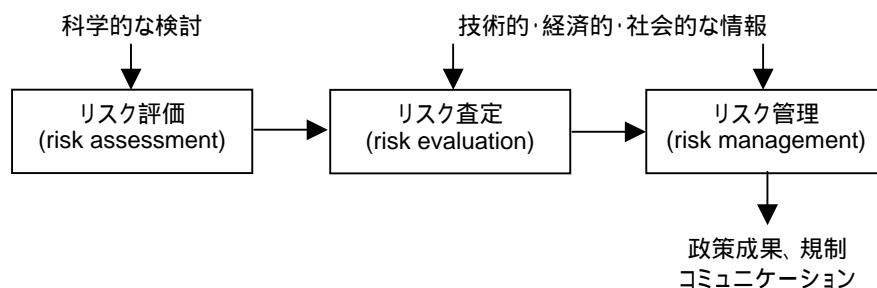 科学的な検討
技術的・経済的・社会的な情報
リスク評価
(risk assessment)
リスク査定
(risk evaluation)
リスク管理
(risk management)
政策成果、規制
コミュニケーション